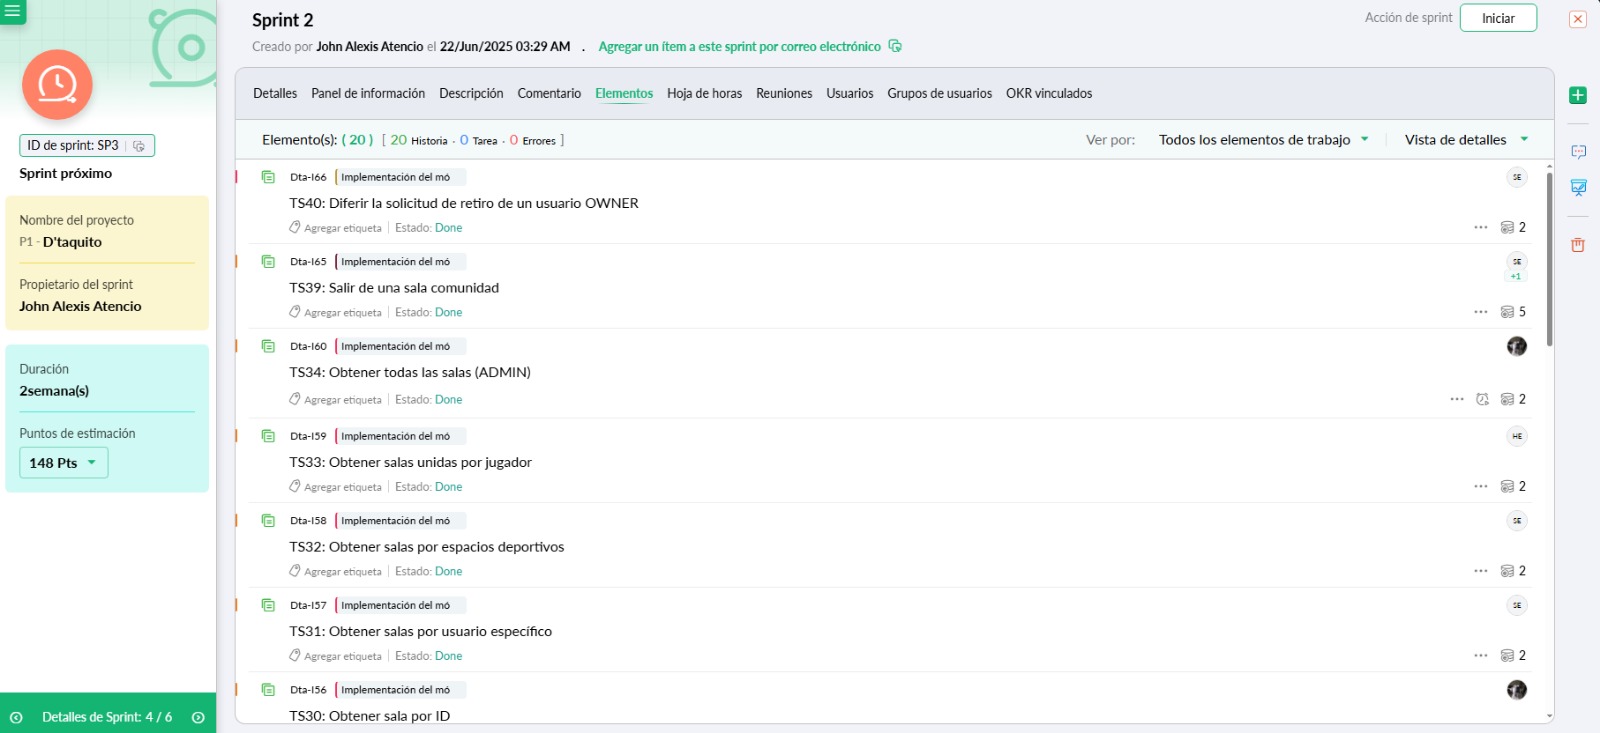 Sprint 2
Acción de sprint
Iniciar
Creado por John Alexis Atencio el 22/Jun/2025 03:29 AM . Agregar un ítem a este sprint por correo electrónico
ID de sprint: SP3
Sprint próximo
Nombre del proyecto
P1 - D'taquito
Propietario del sprint
John Alexis Atencio
Duración
2semana(s)
Puntos de estimación
148 Pts
Detalles de Sprint: 4 / 6
Detalles Panel de información Descripción Comentario Elementos Hoja de horas Reuniones Usuarios Grupos de usuarios OKR vinculados
Elemento(s): ( 20 ) [ 20 Historia · 0 Tarea · 0 Errores ]
Ver por: Todos los elementos de trabajo Vista de detalles
Dta-I66 Implementación del mó SE
TS40: Diferir la solicitud de retiro de un usuario OWNER
Agregar etiqueta Estado: Done 2
Dta-I65 Implementación del mó SE
+1
TS39: Salir de una sala comunidad
Agregar etiqueta Estado: Done 5
Dta-I60 Implementación del mó
TS34: Obtener todas las salas (ADMIN)
Agregar etiqueta Estado: Done 2
Dta-I59 Implementación del mó HE
TS33: Obtener salas unidas por jugador
Agregar etiqueta Estado: Done 2
Dta-I58 Implementación del mó SE
TS32: Obtener salas por espacios deportivos
Agregar etiqueta Estado: Done 2
Dta-I57 Implementación del mó SE
TS31: Obtener salas por usuario específico
Agregar etiqueta Estado: Done 2
Dta-I56 Implementación del mó
TS30: Obtener sala por ID